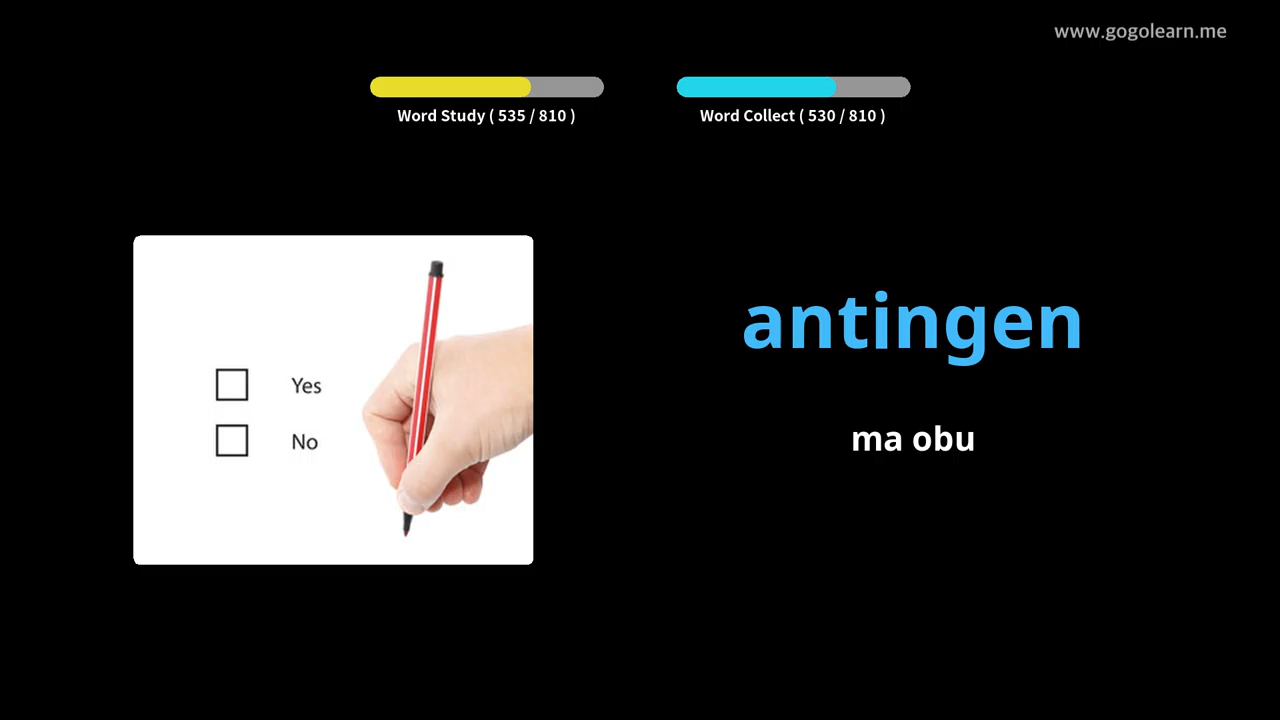 www.gogolearn.me
Word Study ( 535 / 810 )
Word Collect ( 530 / 810 )
Yes
No
antingen
ma obu